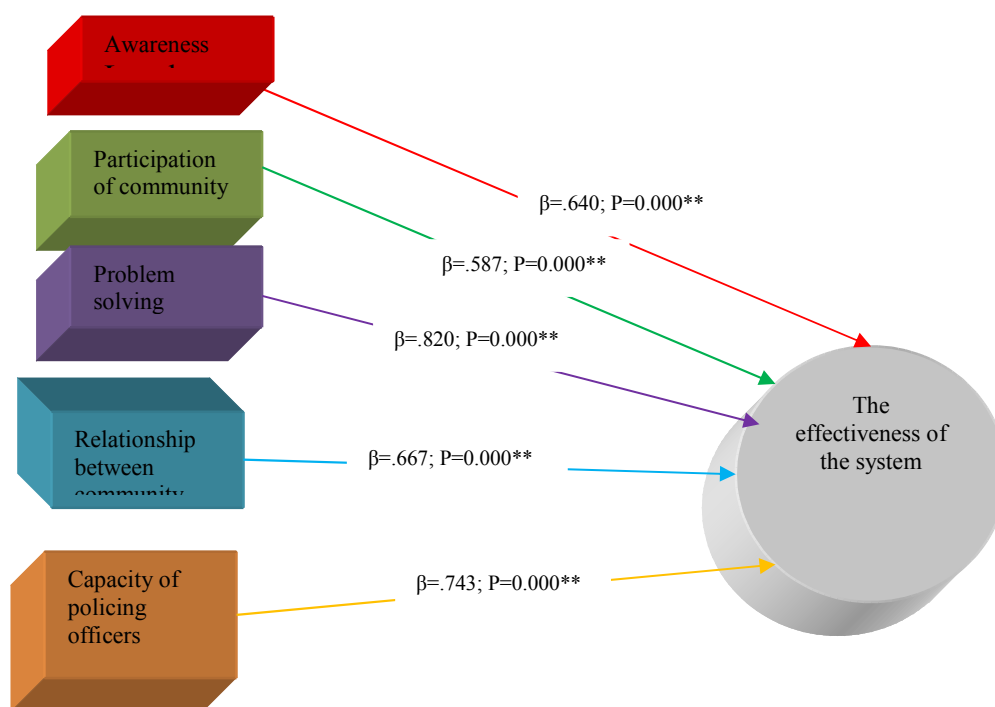 Awareness
β=.640; P=0.000**
Participation
of community
β=.587; P=0.000**
Problem
solving
β=.820; P=0.000**
The
effectiveness of
the system
Relationship
between
community
β=.667; P=0.000**
Capacity of
policing
officers
β=.743; P=0.000**